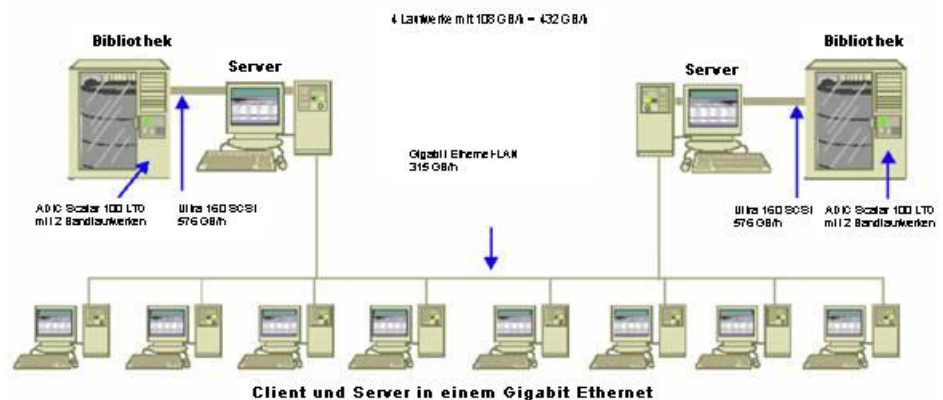 4 Laufwerke mit 108 GB/h = 432 GB/h
Bibliothek
Server
Server
Bibliothek
Gigabit Ethernet-LAN
315 GB/h
ADIC Scalar 100 LTO
mit 2 Bandlaufwerken
Ultra 160 SCSI
576 GB/h
Ultra 160 SCSI
576 GB/h
ADIC Scalar 100 LTO
mit 2 Bandlaufwerken
Client und Server in einem Gigabit Ethernet